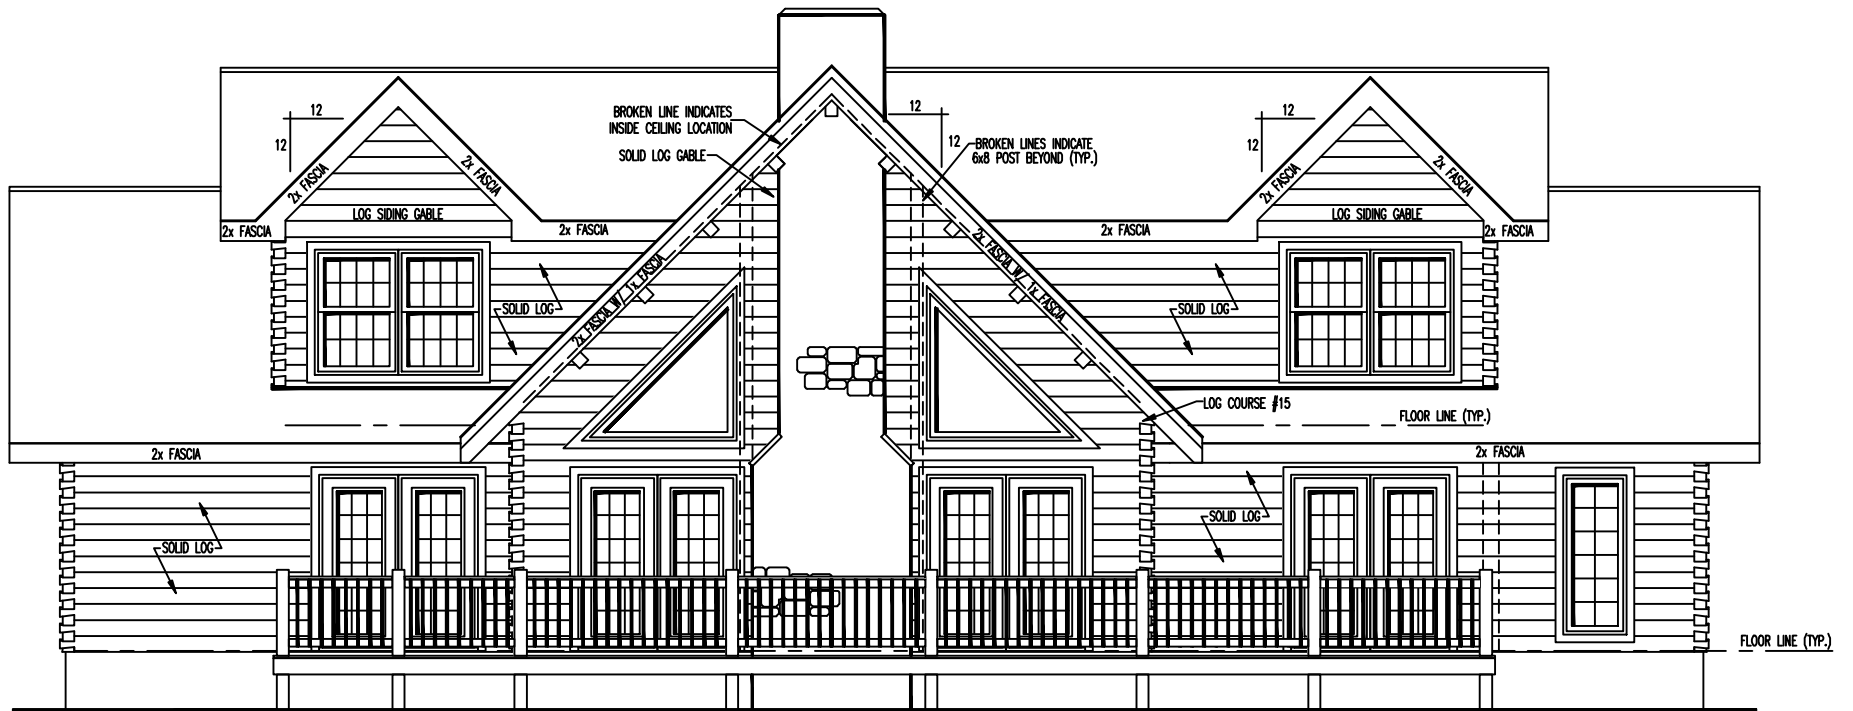 BROKEN LINE INDICATES
INSIDE CEILING LOCATION
SOLID LOG GABLE
12
12
12
12
12
12
BROKEN LINES INDICATE
6x8 POST BEYOND (TYP.)
2x FASCIA
2x FASCIA
2x FASCIA
2x FASCIA
LOG SIDING GABLE
LOG SIDING GABLE
2x FASCIA
2x FASCIA
2x FASCIA
2x FASCIA
2x FASCIA W/ 1x FASCIA
2x FASCIA W/ 1x FASCIA
SOLID LOG
SOLID LOG
LOG COURSE #15
FLOOR LINE (TYP.)
2x FASCIA
2x FASCIA
SOLID LOG
SOLID LOG
FLOOR LINE (TYP.)